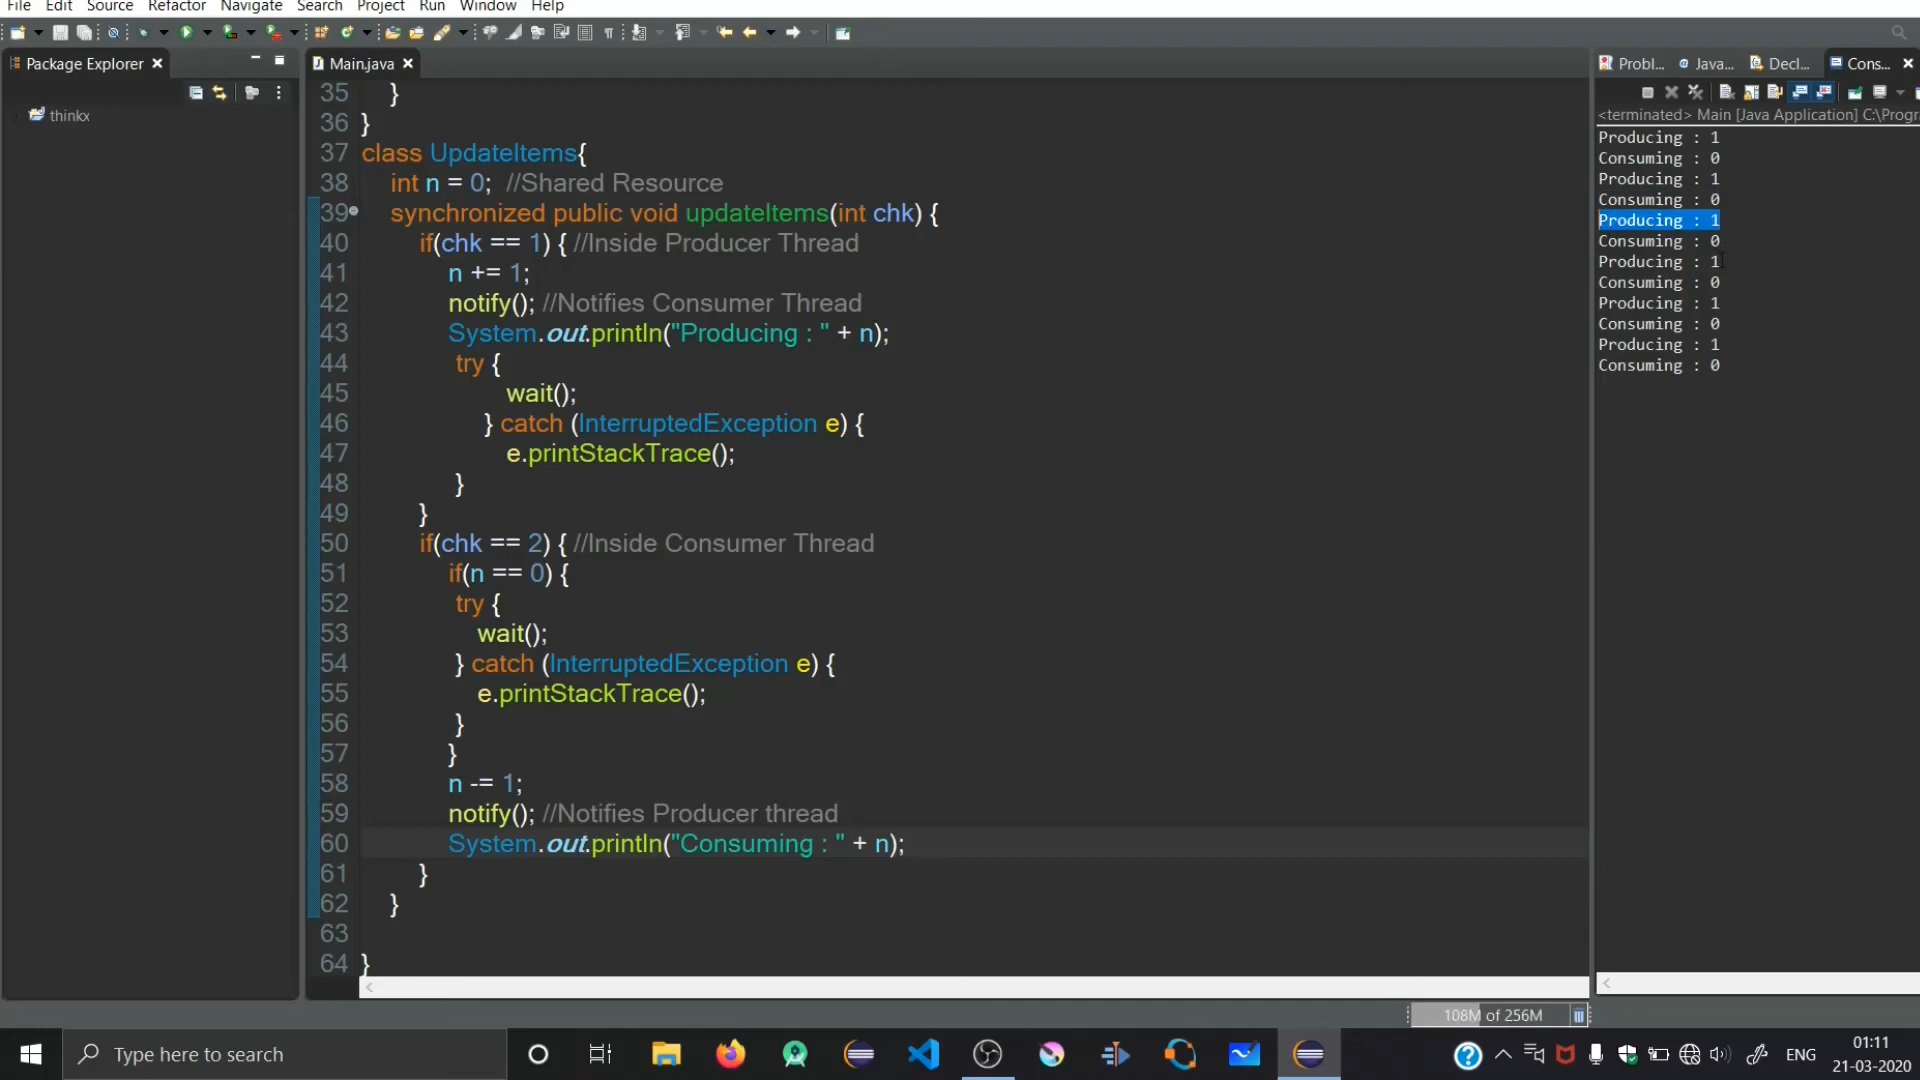 File Edit Source Refactor Navigate Search Project Run Window Help
Package Explorer
thinkx
Main.java
35 }
36 }
37 class UpdateItems{
38 int n = 0; //Shared Resource
39 synchronized public void updateItems(int chk) {
40 if(chk == 1) { //Inside Producer Thread
41 n += 1;
42 notify(); //Notifies Consumer Thread
43 System.out.println("Producing : " + n);
44 try {
45 wait();
46 } catch (InterruptedException e) {
47 e.printStackTrace();
48 }
49 }
50 if(chk == 2) { //Inside Consumer Thread
51 if(n == 0) {
52 try {
53 wait();
54 } catch (InterruptedException e) {
55 e.printStackTrace();
56 }
57 }
58 n -= 1;
59 notify(); //Notifies Producer thread
60 System.out.println("Consuming : " + n);
61 }
62 }
63
64 }
Probl... Java... Decl... Cons...
<terminated> Main [Java Application] C:\Progra
Producing : 1
Consuming : 0
Producing : 1
Consuming : 0
Producing : 1
Consuming : 0
Producing : 1
Consuming : 0
Producing : 1
Consuming : 0
Producing : 1
Consuming : 0
108M of 256M
Type here to search
ENG
01:11
21-03-2020